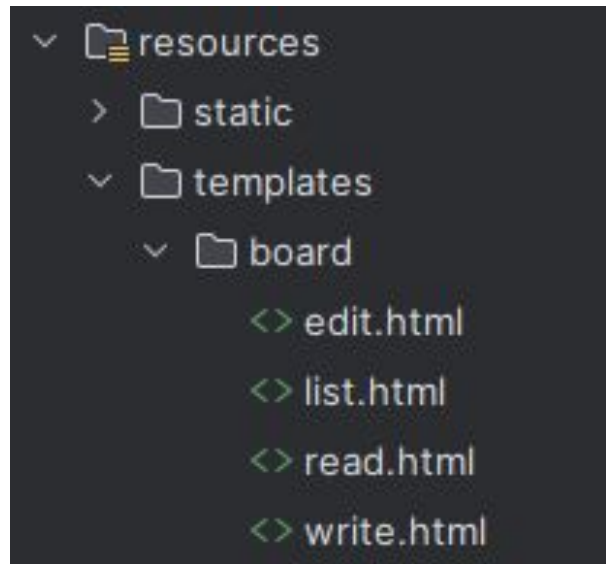 resources
static
templates
board
<> edit.html
<> list.html
<> read.html
<> write.html